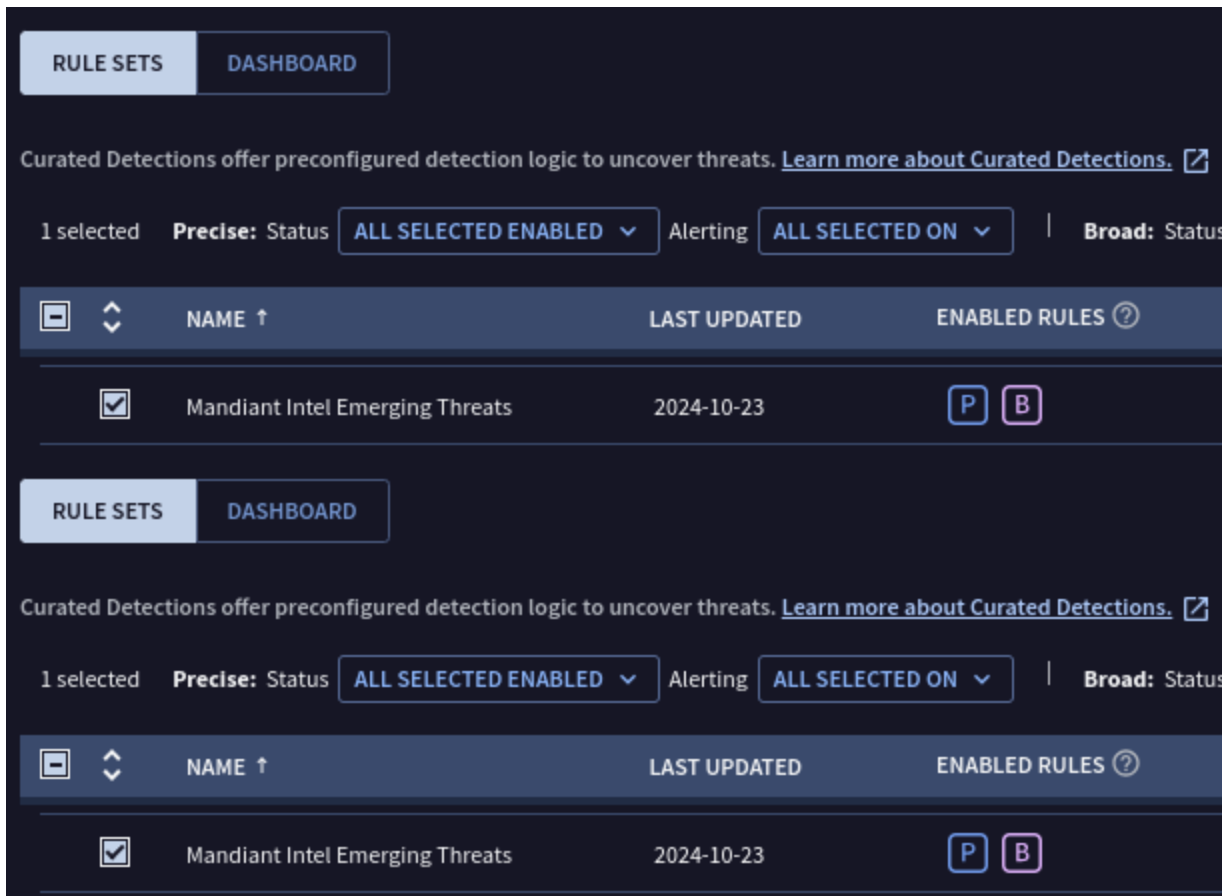 RULE SETS DASHBOARD
Curated Detections offer preconfigured detection logic to uncover threats. Learn more about Curated Detections.
1 selected Precise: Status ALL SELECTED ENABLED Alerting ALL SELECTED ON | Broad: Status
NAME ↑ LAST UPDATED ENABLED RULES ?
Mandiant Intel Emerging Threats 2024-10-23 P B
RULE SETS DASHBOARD
Curated Detections offer preconfigured detection logic to uncover threats. Learn more about Curated Detections.
1 selected Precise: Status ALL SELECTED ENABLED Alerting ALL SELECTED ON | Broad: Status
NAME ↑ LAST UPDATED ENABLED RULES ?
Mandiant Intel Emerging Threats 2024-10-23 P B